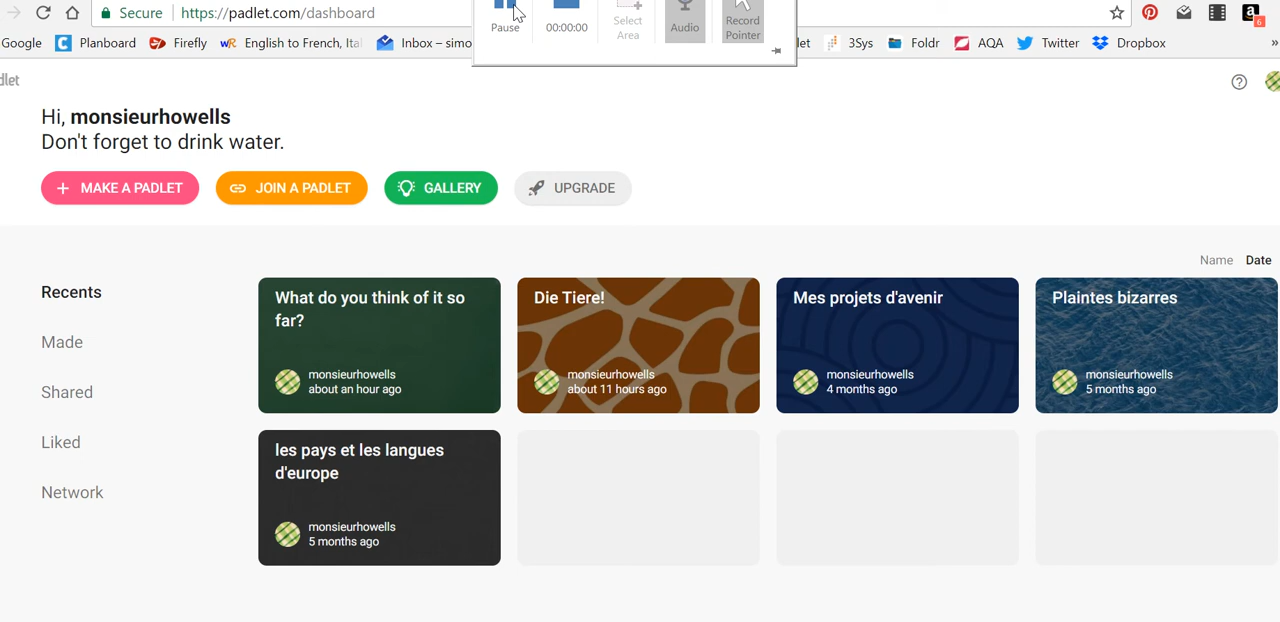 Secure https://padlet.com/dashboard
Pause 00:00:00 Select Area Audio Record Pointer
6
Google Planboard Firefly English to French, Ita Inbox – simo let 3Sys Foldr AQA Twitter Dropbox »
dlet
Hi, monsieurhowells
Don't forget to drink water.
+ MAKE A PADLET JOIN A PADLET GALLERY UPGRADE
Name Date
Recents
Made
Shared
Liked
Network
What do you think of it so
far?
monsieurhowells
about an hour ago
Die Tiere!
monsieurhowells
about 11 hours ago
Mes projets d'avenir
monsieurhowells
4 months ago
Plaintes bizarres
monsieurhowells
5 months ago
les pays et les langues
d'europe
monsieurhowells
5 months ago